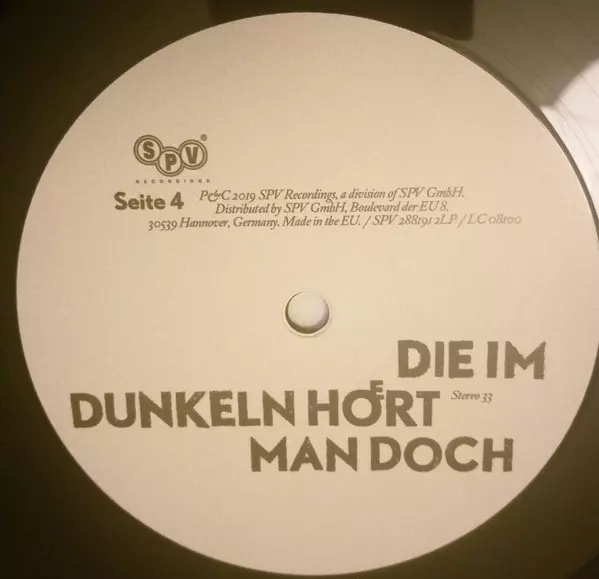 SPV®
RECORDINGS
Seite 4
P&C 2019 SPV Recordings, a division of SPV GmbH.
Distributed by SPV GmbH, Boulevard der EU 8,
30539 Hannover, Germany. Made in the EU. / SPV 288191 2LP / LC 08100
DIE IM
DUNKELN HOERT Stereo 33
MAN DOCH